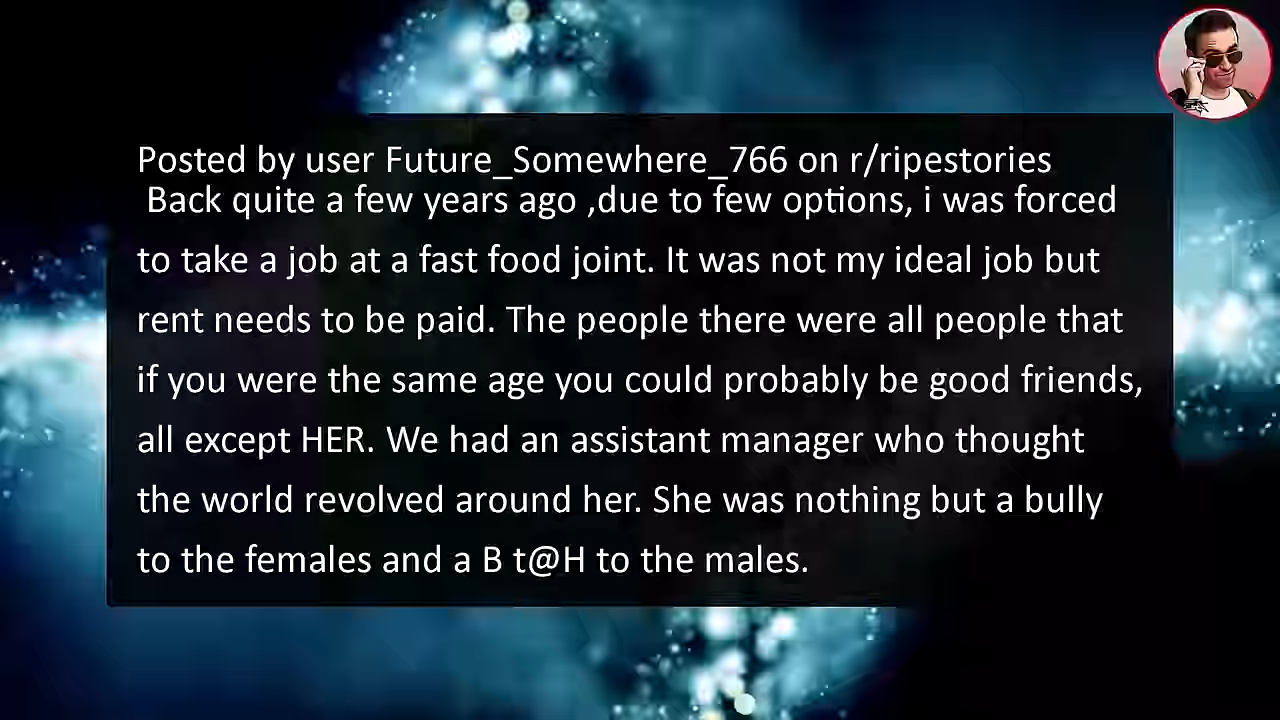 Posted by user Future_Somewhere_766 on r/ripestories
Back quite a few years ago ,due to few options, i was forced
to take a job at a fast food joint. It was not my ideal job but
rent needs to be paid. The people there were all people that
if you were the same age you could probably be good friends,
all except HER. We had an assistant manager who thought
the world revolved around her. She was nothing but a bully
to the females and a B t@H to the males.